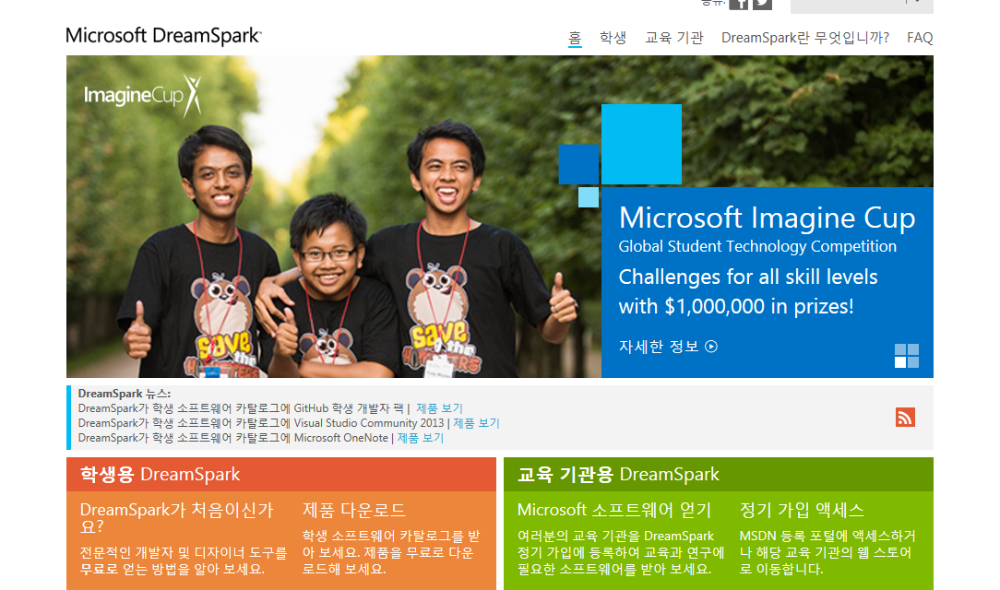 공유:
Microsoft DreamSpark
홈 학생 교육 기관 DreamSpark란 무엇입니까? FAQ
ImagineCup
Microsoft Imagine Cup
Global Student Technology Competition
Challenges for all skill levels
with $1,000,000 in prizes!
자세한 정보
save
the
save
the
HAMSTERS
DreamSpark 뉴스:
DreamSpark가 학생 소프트웨어 카탈로그에 GitHub 학생 개발자 팩 | 제품 보기
DreamSpark가 학생 소프트웨어 카탈로그에 Visual Studio Community 2013 | 제품 보기
DreamSpark가 학생 소프트웨어 카탈로그에 Microsoft OneNote | 제품 보기
학생용 DreamSpark
DreamSpark가 처음이신가
요?
전문적인 개발자 및 디자이너 도구를
무료로 얻는 방법을 알아 보세요.
제품 다운로드
학생 소프트웨어 카탈로그를 받
아 보세요. 제품을 무료로 다운
로드해 보세요.
교육 기관용 DreamSpark
Microsoft 소프트웨어 얻기
여러분의 교육 기관을 DreamSpark
정기 가입에 등록하여 교육과 연구에
필요한 소프트웨어를 받아 보세요.
정기 가입 액세스
MSDN 등록 포털에 액세스하거
나 해당 교육 기관의 웹 스토어
로 이동합니다.